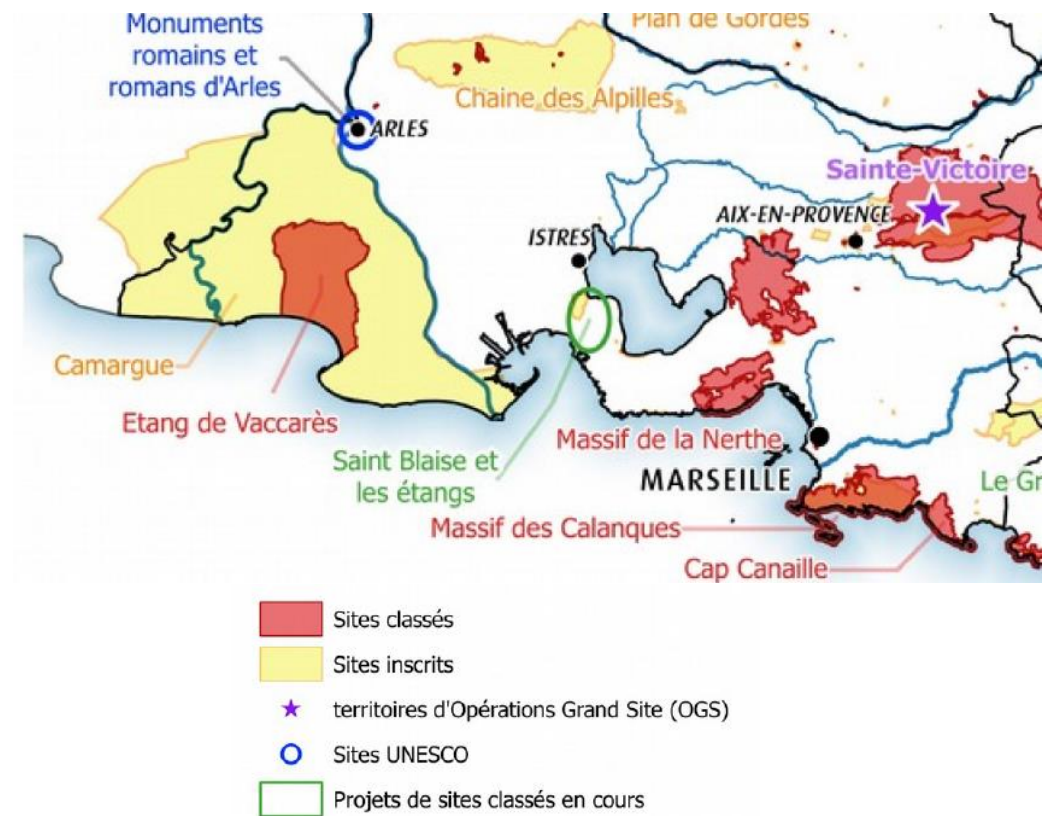 Monuments
romains et
romans d'Arles
Plan de Gordes
Chaine des Alpilles
ARLES
Sainte-Victoire
AIX-EN-PROVENCE
ISTRES
Camargue
Etang de Vaccarès
Saint Blaise et
les étangs
Massif de la Nerthe
MARSEILLE
Le Gr
Massif des Calanques
Cap Canaille
Sites classés
Sites inscrits
territoires d'Opérations Grand Site (OGS)
Sites UNESCO
Projets de sites classés en cours